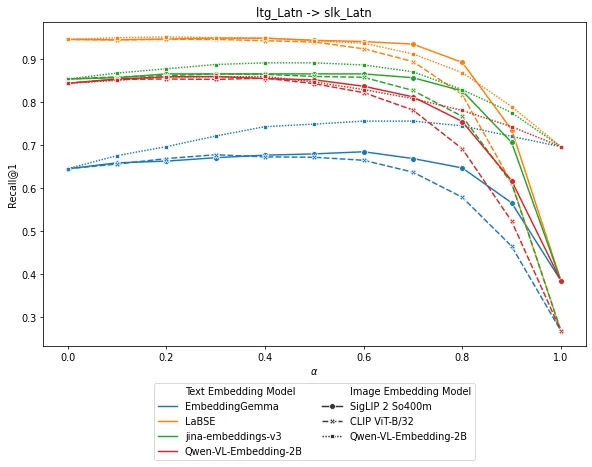 ltg_Latn -> slk_Latn
Recall@1
0.9
0.8
0.7
0.6
0.5
0.4
0.3
0.0
0.2
0.4
0.6
0.8
1.0
α
Text Embedding Model
EmbeddingGemma
LaBSE
jina-embeddings-v3
Qwen-VL-Embedding-2B
Image Embedding Model
SigLIP 2 So400m
CLIP ViT-B/32
Qwen-VL-Embedding-2B